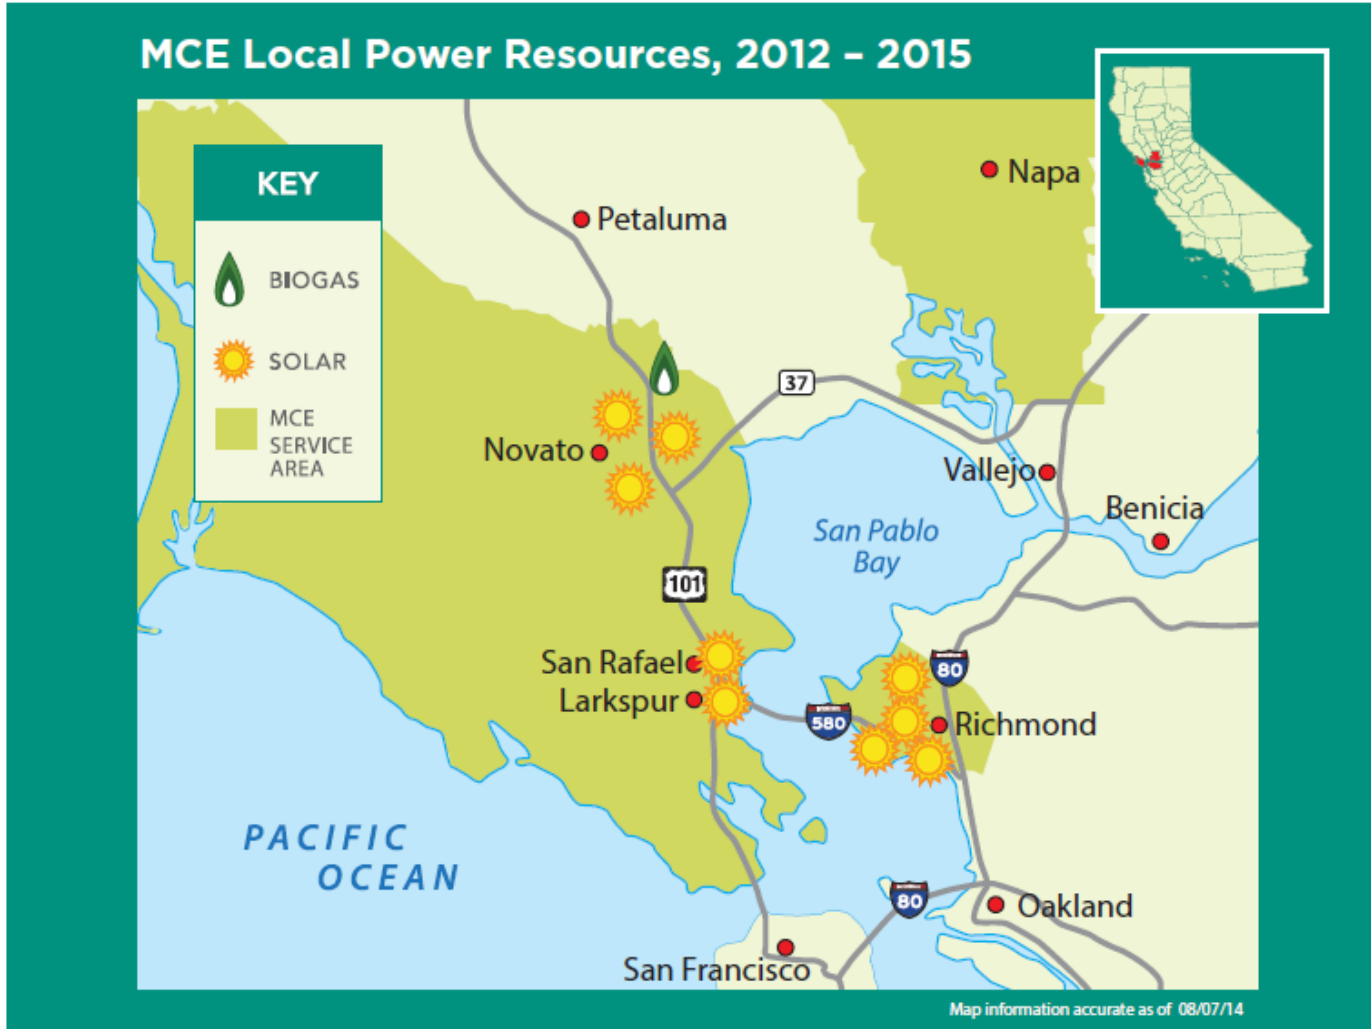 MCE Local Power Resources, 2012 – 2015
KEY
BIOGAS
SOLAR
MCE
SERVICE
AREA
Napa
Petaluma
37
Novato
Vallejo
Benicia
San Pablo
Bay
101
San Rafael
80
Larkspur
580
Richmond
PACIFIC
OCEAN
80
Oakland
San Francisco
Map information accurate as of 08/07/14